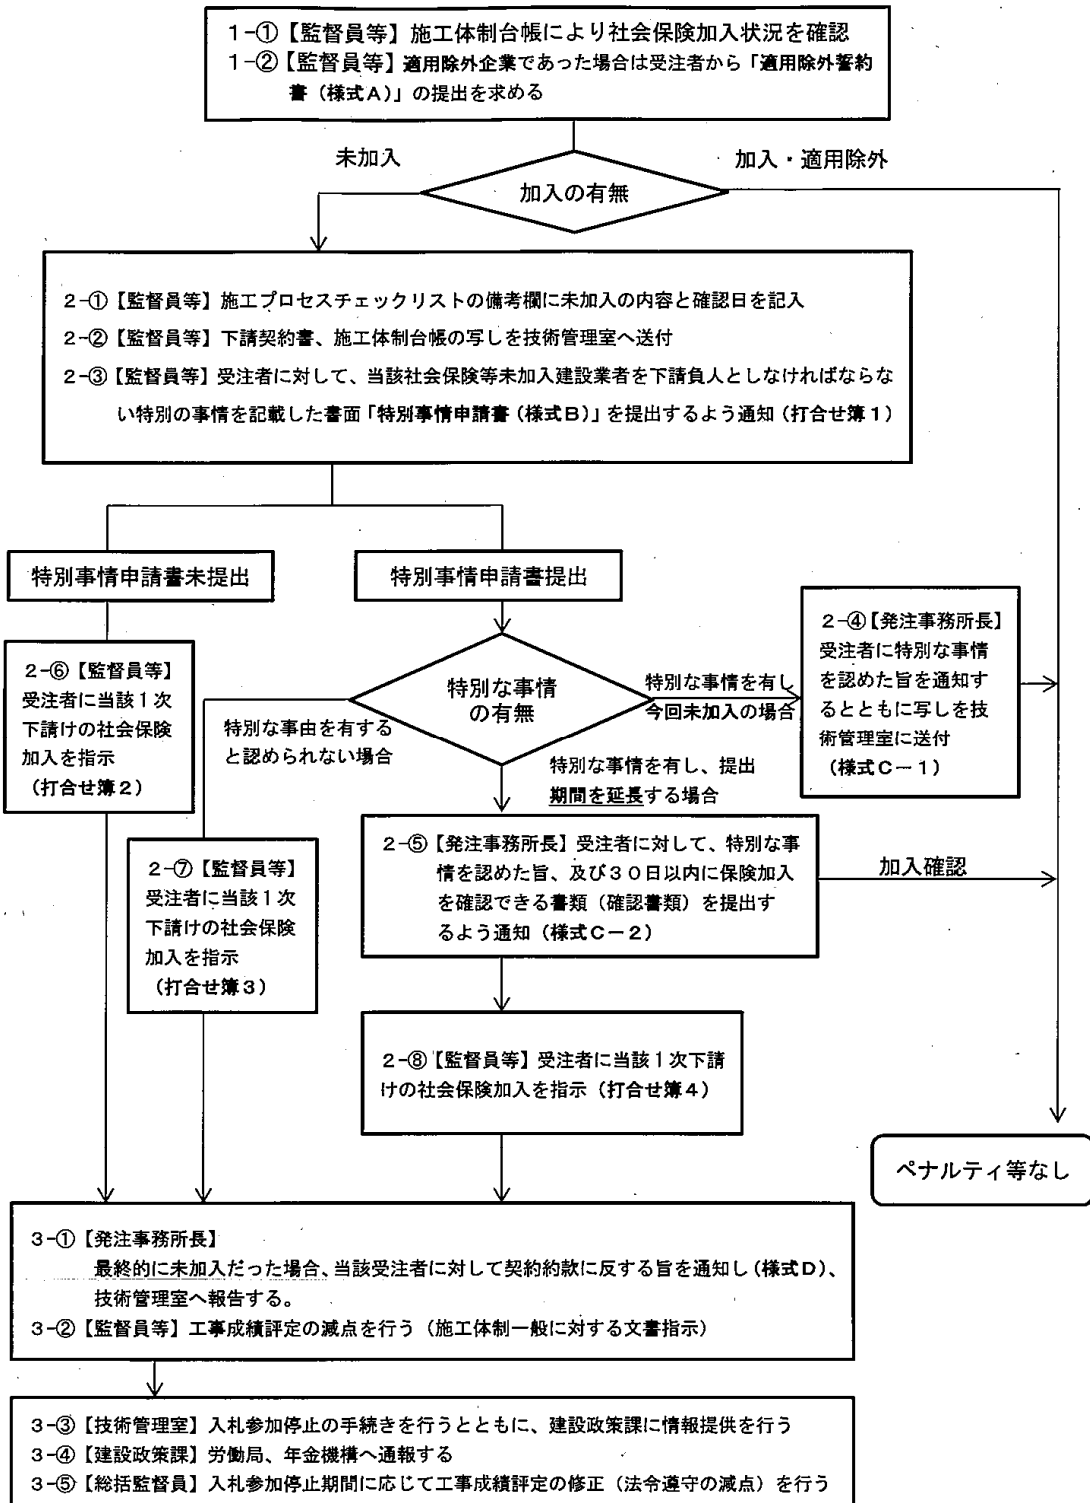 1-①【監督員等】施工体制台帳により社会保険加入状況を確認
1-②【監督員等】適用除外企業であった場合は受注者から「適用除外誓約
書(様式A)」の提出を求める
未加入
加入・適用除外
加入の有無
2-①【監督員等】施工プロセスチェックリストの備考欄に未加入の内容と確認日を記入
2-②【監督員等】下請契約書、施工体制台帳の写しを技術管理室へ送付
2-③【監督員等】受注者に対して、当該社会保険等未加入建設業者を下請負人としなければならな
い特別の事情を記載した書面「特別事情申請書(様式B)」を提出するよう通知(打合せ簿1)
特別事情申請書未提出
特別事情申請書提出
2-④【発注事務所長】
受注者に特別な事情
を認めた旨を通知す
るとともに写しを技
術管理室に送付
(様式C-1)
2-⑥【監督員等】
受注者に当該1次
下請けの社会保険
加入を指示
(打合せ簿2)
特別な事情
の有無
特別な事情を有し
今回未加入の場合
特別な事由を有する
と認められない場合
特別な事情を有し、提出
期間を延長する場合
2-⑤【発注事務所長】受注者に対して、特別な事
情を認めた旨、及び30日以内に保険加入
を確認できる書類(確認書類)を提出す
るよう通知(様式C-2)
加入確認
2-⑦【監督員等】
受注者に当該1次
下請けの社会保険
加入を指示
(打合せ簿3)
2-⑧【監督員等】受注者に当該1次下請
けの社会保険加入を指示(打合せ簿4)
ペナルティ等なし
3-①【発注事務所長】
最終的に未加入だった場合、当該受注者に対して契約約款に反する旨を通知し(様式D)、
技術管理室へ報告する。
3-②【監督員等】工事成績評定の減点を行う(施工体制一般に対する文書指示)
3-③【技術管理室】入札参加停止の手続きを行うとともに、建設政策課に情報提供を行う
3-④【建設政策課】労働局、年金機構へ通報する
3-⑤【総括監督員】入札参加停止期間に応じて工事成績評定の修正(法令遵守の減点)を行う